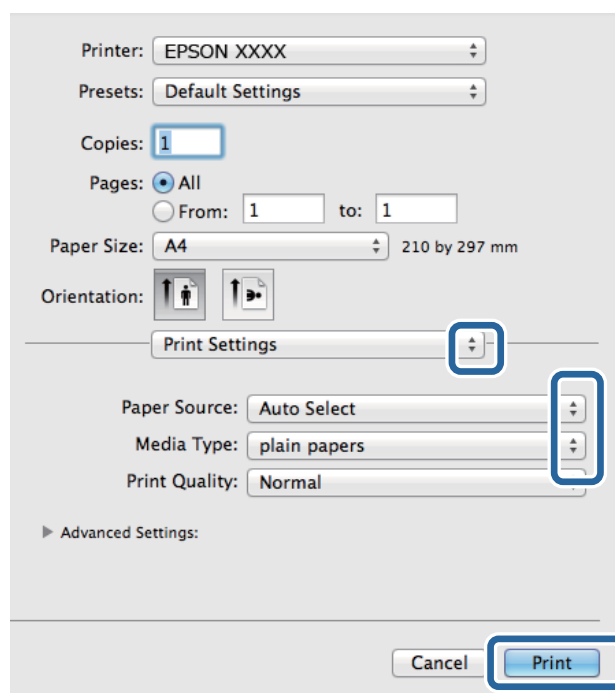 Printer: EPSON XXXX
Presets: Default Settings
Copies: 1
Pages: All
From: 1 to: 1
Paper Size: A4 210 by 297 mm
Orientation:
Print Settings
Paper Source: Auto Select
Media Type: plain papers
Print Quality: Normal
Advanced Settings:
Cancel Print